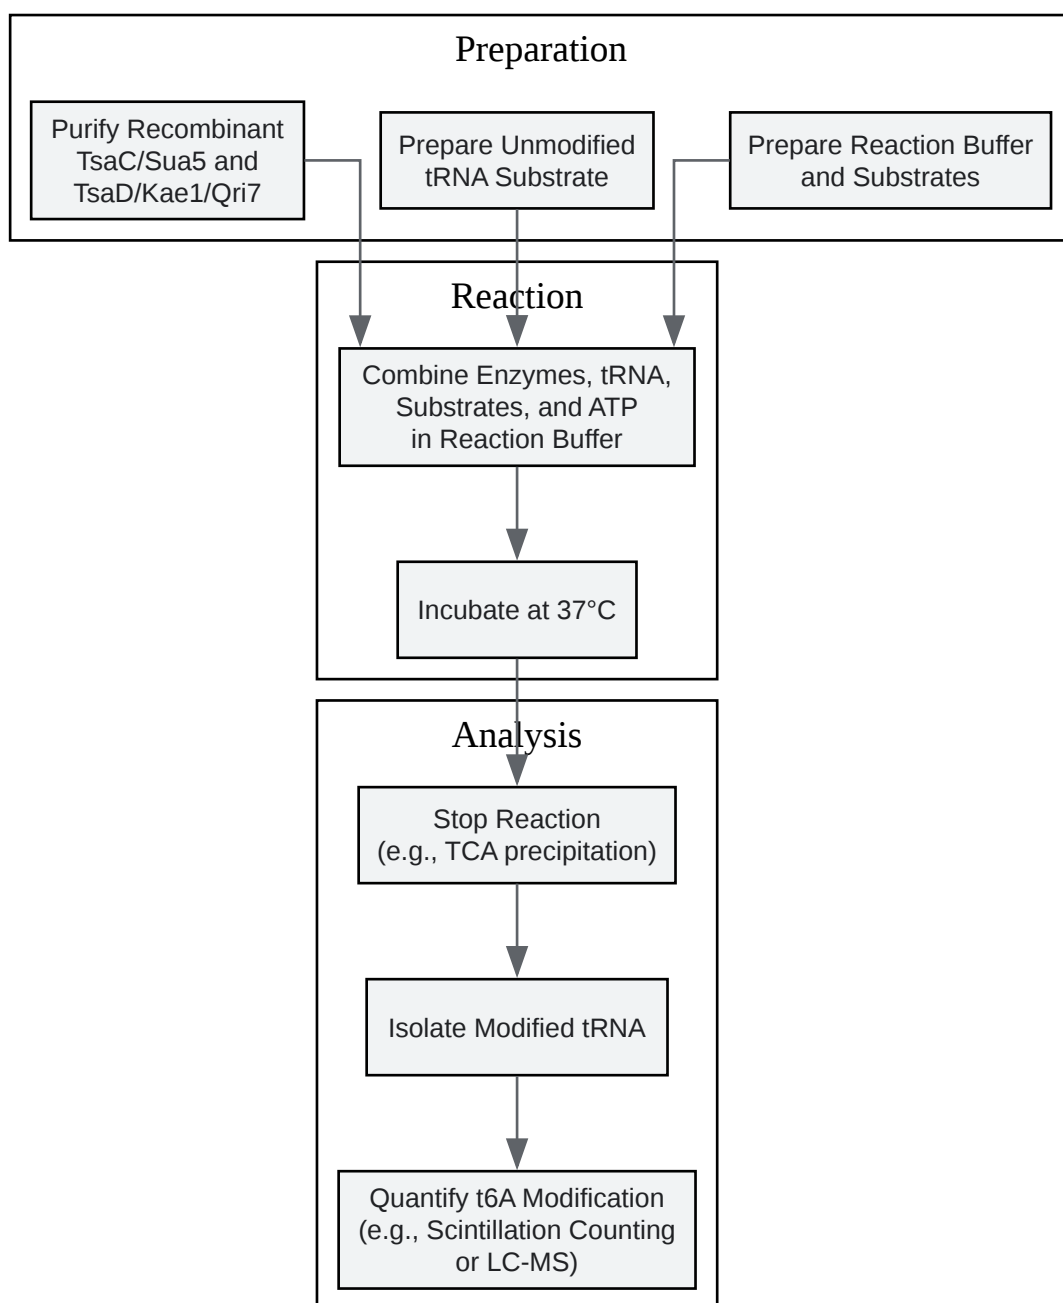 Preparation
Purify Recombinant
TsaC/Sua5 and
TsaD/Kae1/Qri7
Prepare Unmodified
tRNA Substrate
Prepare Reaction Buffer
and Substrates
Reaction
Combine Enzymes, tRNA,
Substrates, and ATP
in Reaction Buffer
Incubate at 37°C
Analysis
Stop Reaction
(e.g., TCA precipitation)
Isolate Modified tRNA
Quantify t6A Modification
(e.g., Scintillation Counting
or LC-MS)